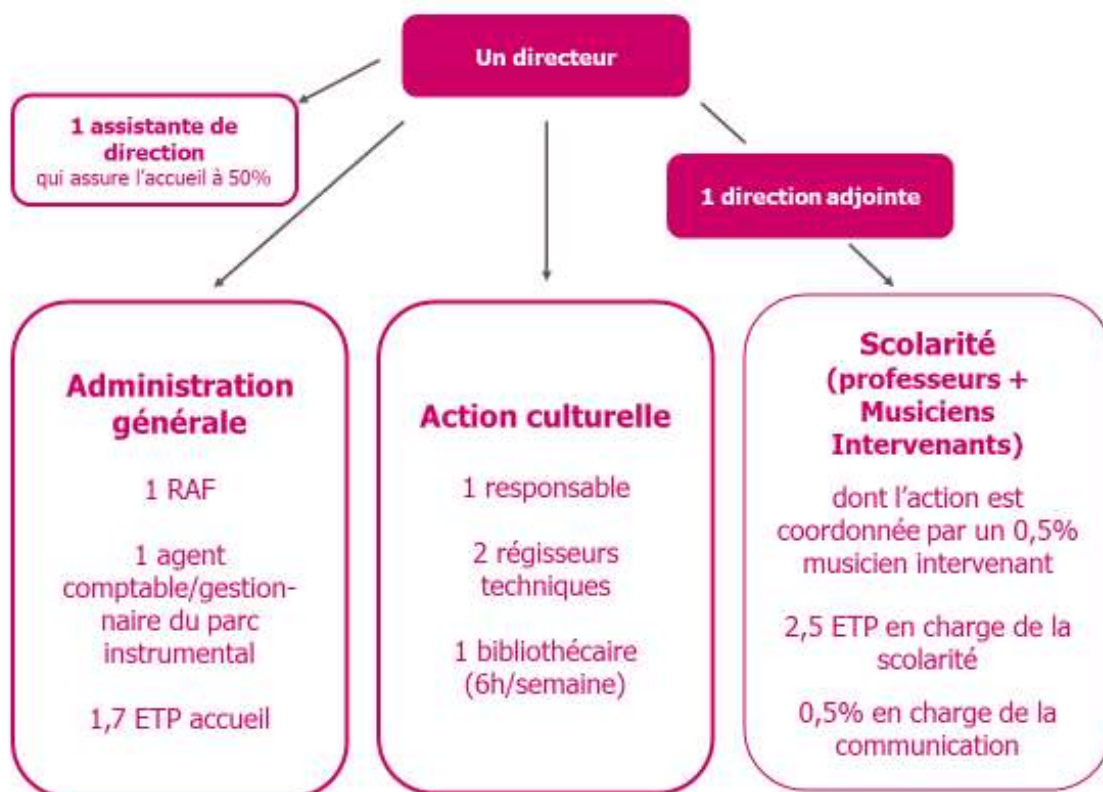 Un directeur
1 assistante de
direction
qui assure l'accueil à 50%
1 direction adjointe
Administration
générale
1 RAF
1 agent
comptable/gestion-
naire du parc
instrumental
1,7 ETP accueil
Action culturelle
1 responsable
2 régisseurs
techniques
1 bibliothécaire
(6h/semaine)
Scolarité
(professeurs +
Musiciens
Intervenants)
dont l'action est
coordonnée par un 0,5%
musicien intervenant
2,5 ETP en charge de la
scolarité
0,5% en charge de la
communication